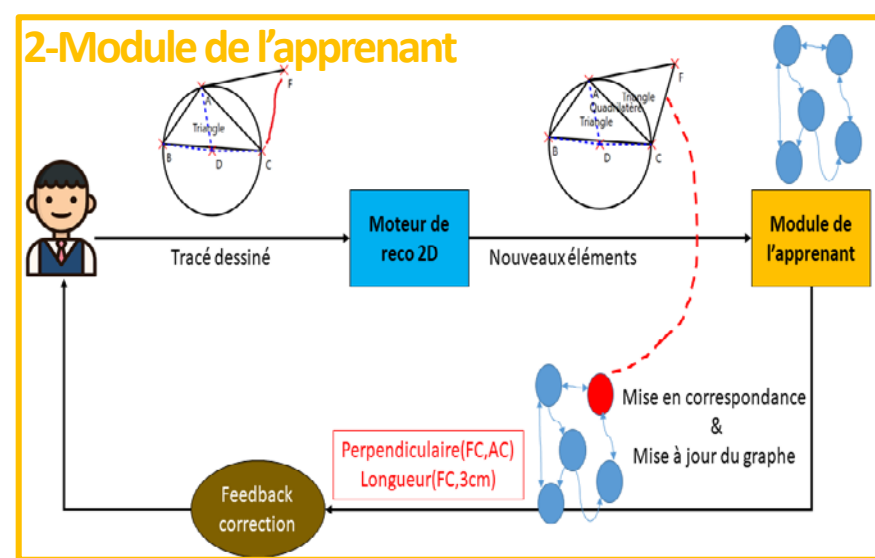 2-Module de l'apprenant
F
A
Triangle
B
D
C
F
A
Triangle
Quadrilatère
Triangle
B
D
C
Tracé dessiné
Moteur de
reco 2D
Nouveaux éléments
Module de
l'apprenant
Mise en correspondance
&
Mise à jour du graphe
Perpendiculaire(FC,AC)
Longueur(FC,3cm)
Feedback
correction